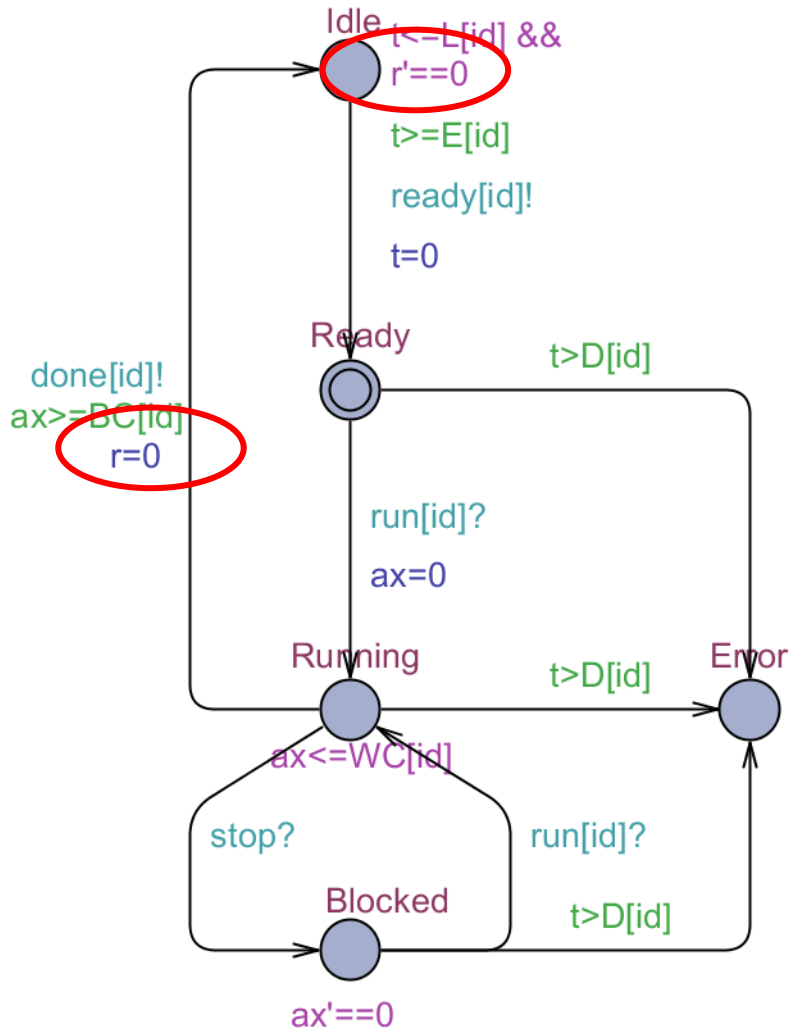 Idle
t<=L[id] &&
r'==0
t>=E[id]
ready[id]!
t=0
Ready
t>D[id]
done[id]!
ax>=BC[id]
r=0
run[id]?
ax=0
Running
t>D[id]
Error
ax<=WC[id]
stop?
run[id]?
Blocked
t>D[id]
ax'==0